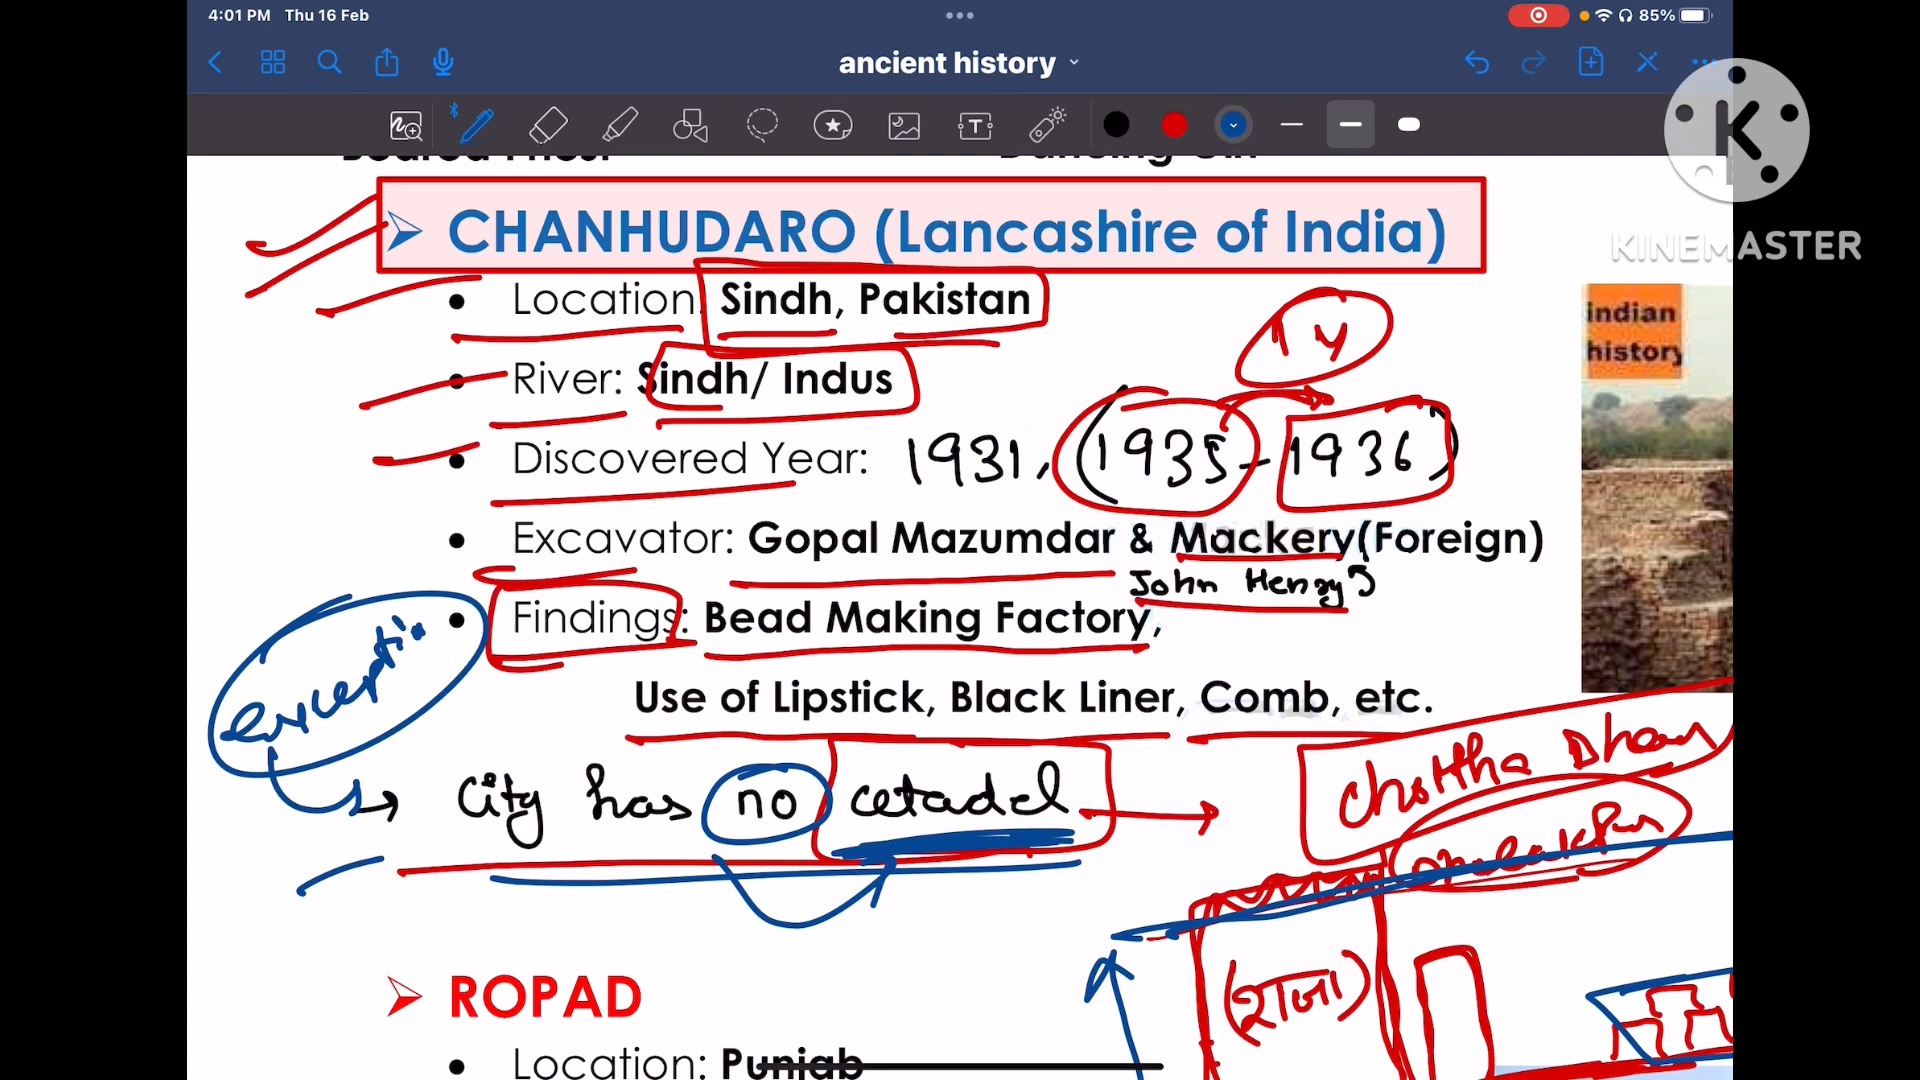 4:01 PM Thu 16 Feb
85%
ancient history
T
K
KINEMASTER
CHANHUDARO (Lancashire of India)
Location: Sindh, Pakistan
1 y
indian history
River: Sindh/ Indus
Discovered Year: 1931, (1935-1936)
Excavator: Gopal Mazumdar & Mackery(Foreign)
John Henry
Findings: Bead Making Factory,
Use of Lipstick, Black Liner, Comb, etc.
City has no cetadel
ROPAD
(राजा)
Location: Punjab